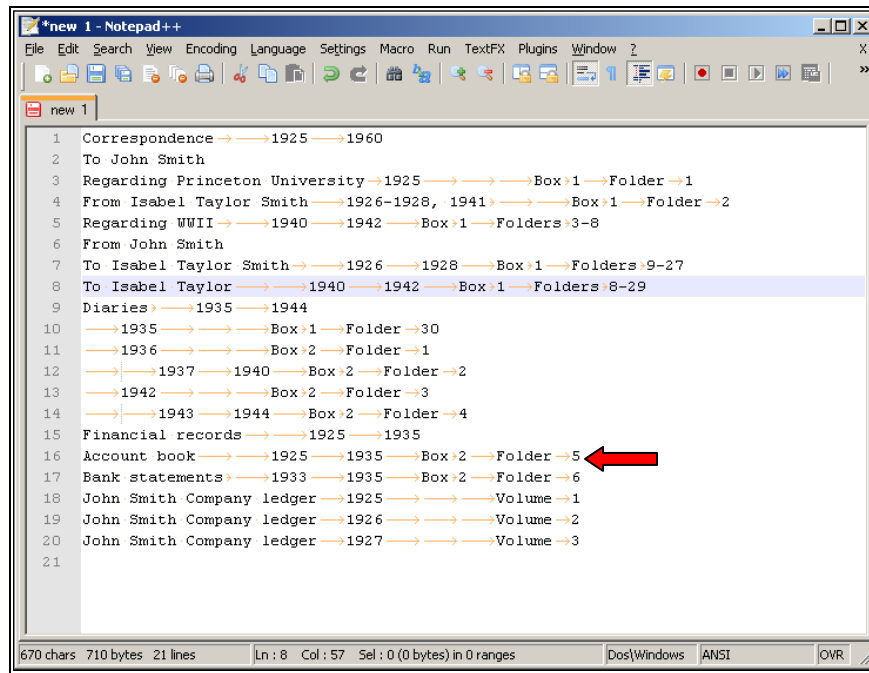 *new 1 - Notepad++
File Edit Search View Encoding Language Settings Macro Run TextFX Plugins Window ? X
»
new 1
1 Correspondence 1925 1960
2 To John Smith
3 Regarding Princeton University 1925 Box 1 Folder 1
4 From Isabel Taylor Smith 1926-1928, 1941 Box 1 Folder 2
5 Regarding WWII 1940 1942 Box 1 Folders 3-8
6 From John Smith
7 To Isabel Taylor Smith 1926 1928 Box 1 Folders 9-27
8 To Isabel Taylor 1940 1942 Box 1 Folders 8-29
9 Diaries 1935 1944
10 1935 Box 1 Folder 30
11 1936 Box 2 Folder 1
12 1937 1940 Box 2 Folder 2
13 1942 Box 2 Folder 3
14 1943 1944 Box 2 Folder 4
15 Financial records 1925 1935
16 Account book 1925 1935 Box 2 Folder 5
17 Bank statements 1933 1935 Box 2 Folder 6
18 John Smith Company ledger 1925 Volume 1
19 John Smith Company ledger 1926 Volume 2
20 John Smith Company ledger 1927 Volume 3
21
670 chars 710 bytes 21 lines Ln : 8 Col : 57 Sel : 0 (0 bytes) in 0 ranges Dos\Windows ANSI OVR